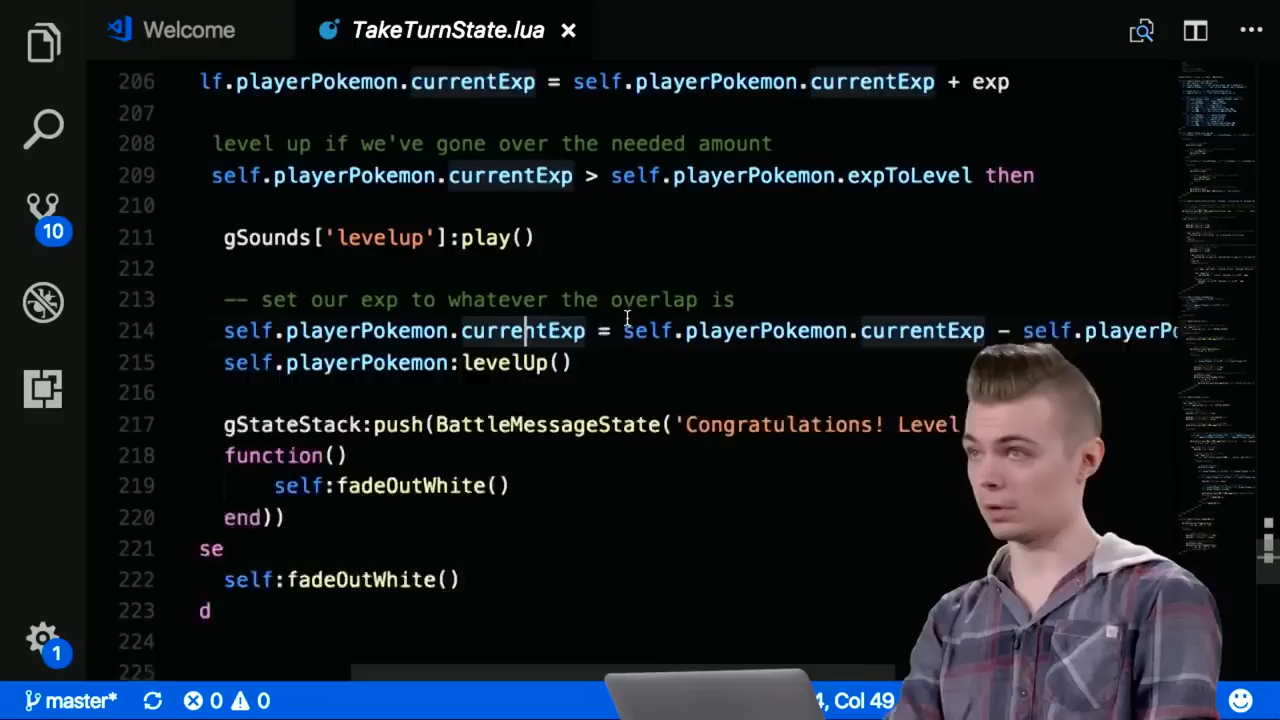 Welcome
TakeTurnState.lua
206 lf.playerPokemon.currentExp = self.playerPokemon.currentExp + exp
207
208 level up if we've gone over the needed amount
209 self.playerPokemon.currentExp > self.playerPokemon.expToLevel then
210
211 gSounds['levelup']:play()
212
213 -- set our exp to whatever the overlap is
214 self.playerPokemon.currentExp = self.playerPokemon.currentExp - self.playerPo
215 self.playerPokemon:levelUp()
216
217 gStateStack:push(BattleMessageState('Congratulations! Level
218 function()
219 self:fadeOutWhite()
220 end))
221 se
222 self:fadeOutWhite()
223 d
224
225
10
1
master* 0 0 4, Col 49